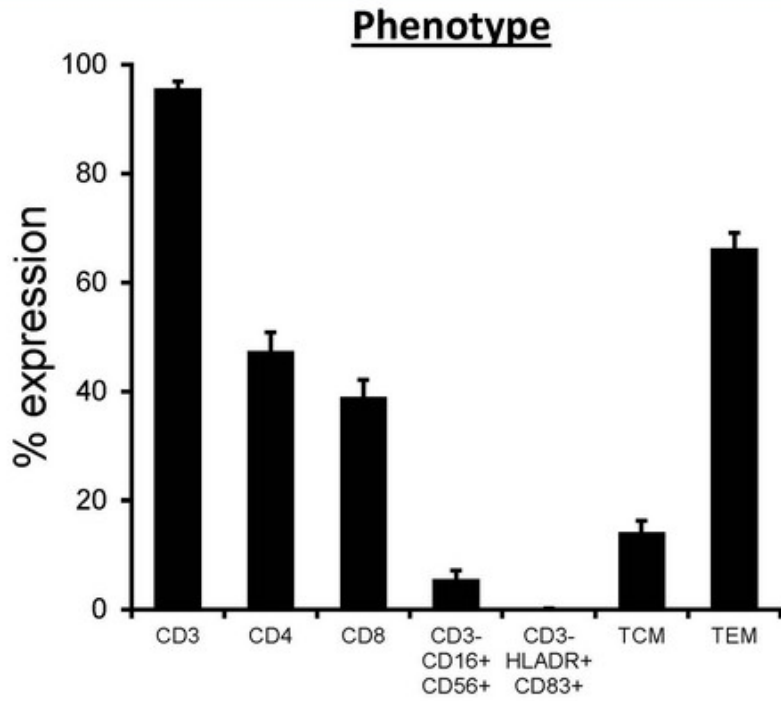 Phenotype
% expression
100
80
60
40
20
0
CD3
CD4
CD8
CD3-
CD16+
CD56+
CD3-
HLADR+
CD83+
TCM
TEM